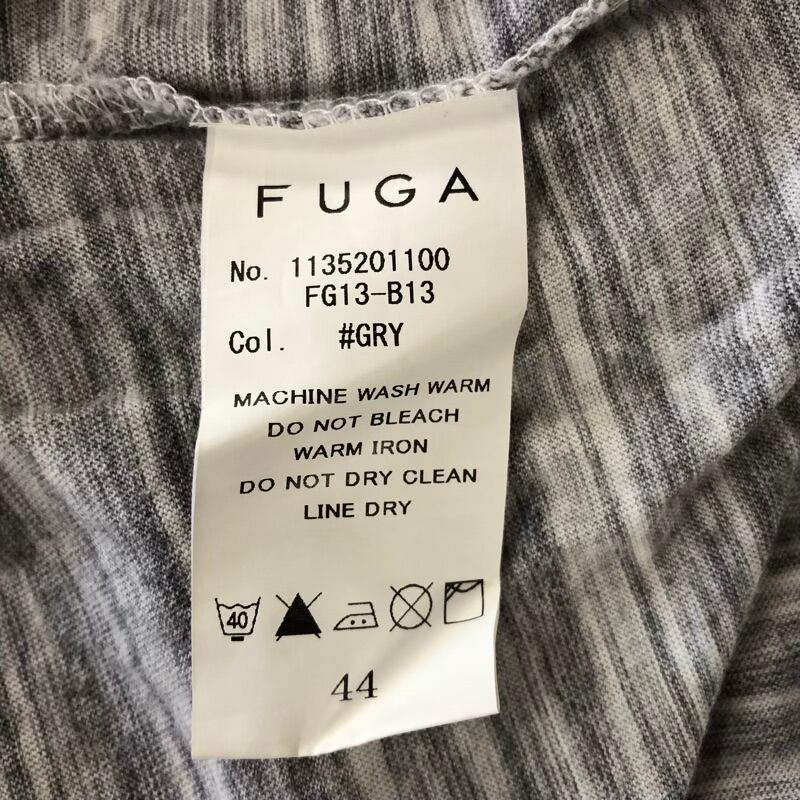 FUGA
No. 1135201100
FG13-B13
Col. #GRY
MACHINE WASH WARM
DO NOT BLEACH
WARM IRON
DO NOT DRY CLEAN
LINE DRY
40
44